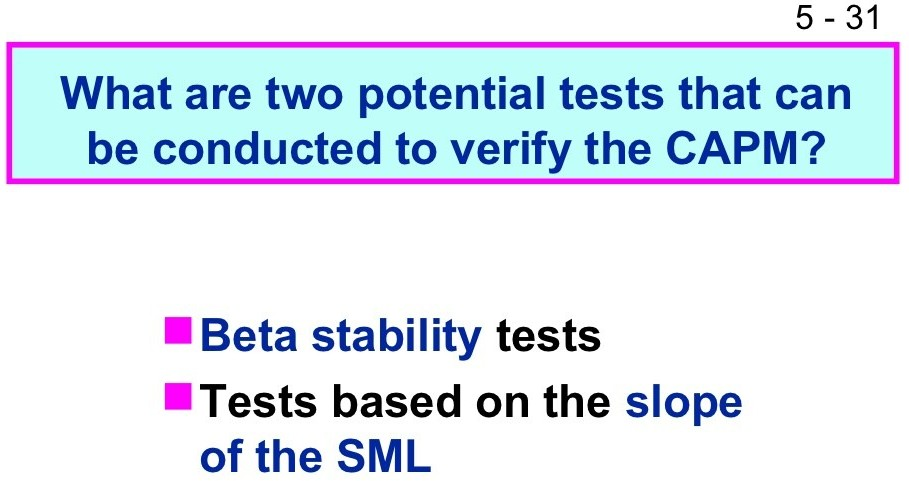 5 - 31
What are two potential tests that can
be conducted to verify the CAPM?
Beta stability tests
Tests based on the slope
of the SML